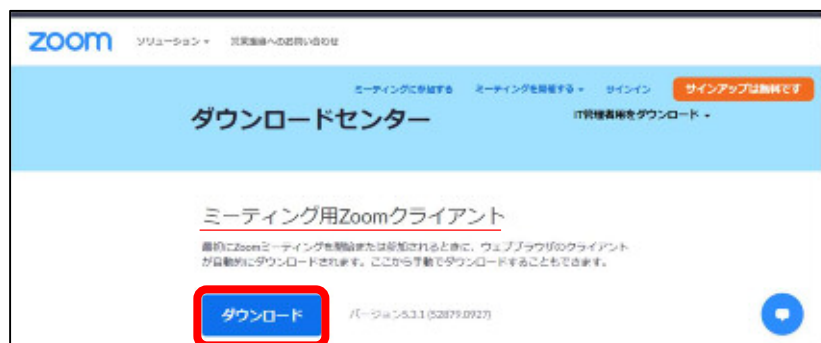 zoom ソリューション 営業担当へのお問い合わせ
ミーティングに参加する ミーティングを開催する サインイン サインアップは無料です
ダウンロードセンター IT管理者用をダウンロード
ミーティング用Zoomクライアント
最初にZoomミーティングを開始または参加されるときに、ウェブブラウザのクライアント
が自動的にダウンロードされます。ここから手動でダウンロードすることもできます。
ダウンロード バージョン5.3.1 (52879.0927)